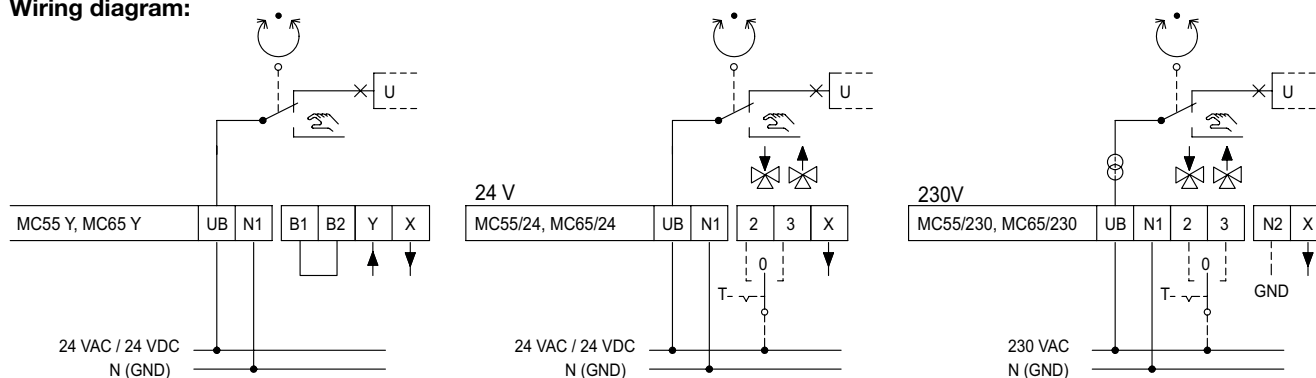 Wiring diagram:
U
MC55 Y, MC65 Y UB N1 B1 B2 Y X
24 VAC / 24 VDC
N (GND)
U
24 V
MC55/24, MC65/24 UB N1 2 3 X
0
T
24 VAC / 24 VDC
N (GND)
U
230V
MC55/230, MC65/230 UB N1 2 3 N2 X
0
T
GND
230 VAC
N (GND)